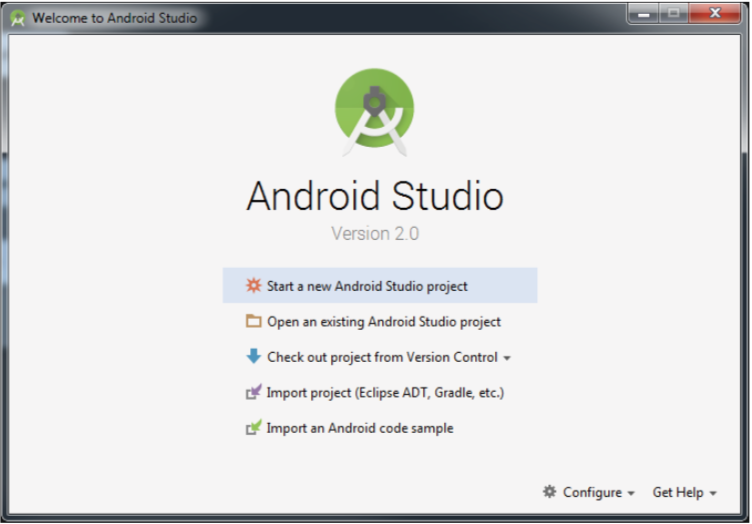 Welcome to Android Studio
Android Studio
Version 2.0
Start a new Android Studio project
Open an existing Android Studio project
Check out project from Version Control
Import project (Eclipse ADT, Gradle, etc.)
Import an Android code sample
Configure Get Help